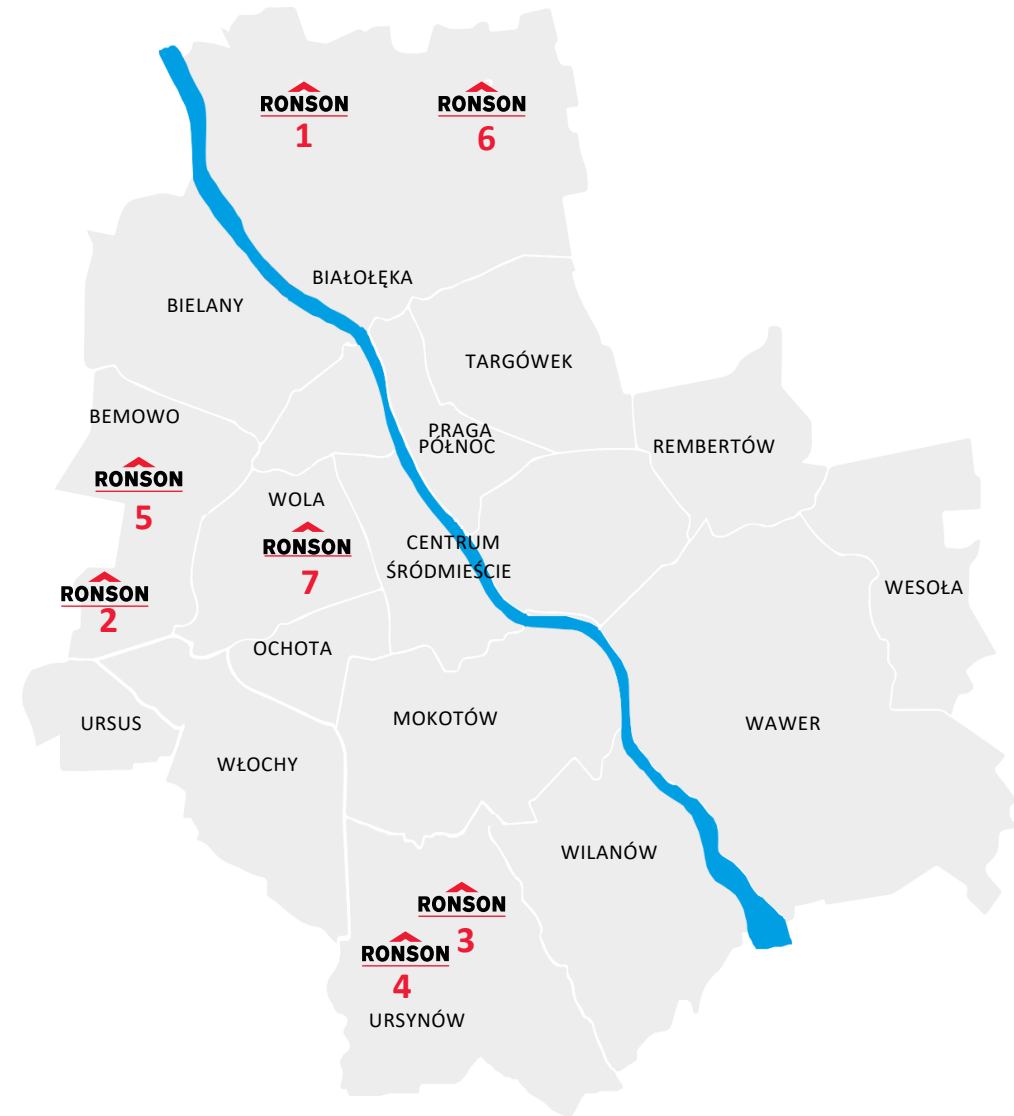 RONSON
1
RONSON
6
BIAŁOŁĘKA
BIELANY
TARGÓWEK
BEMOWO
PRAGA
PÓŁNOC
REMBERTÓW
RONSON
5
WOLA
RONSON
7
CENTRUM
ŚRÓDMIEŚCIE
RONSON
2
WESOŁA
OCHOTA
URSUS
MOKOTÓW
WAWER
WŁOCHY
WILANÓW
RONSON
3
RONSON
4
URSYNÓW